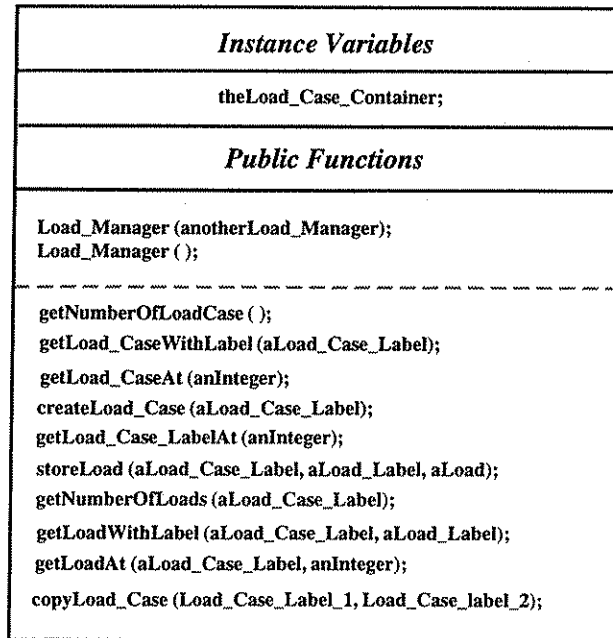 Instance Variables
theLoad_Case_Container;
Public Functions
Load_Manager (anotherLoad_Manager);
Load_Manager ( );
getNumberOfLoadCase ( );
getLoad_CaseWithLabel (aLoad_Case_Label);
getLoad_CaseAt (anInteger);
createLoad_Case (aLoad_Case_Label);
getLoad_Case_LabelAt (anInteger);
storeLoad (aLoad_Case_Label, aLoad_Label, aLoad);
getNumberOfLoads (aLoad_Case_Label);
getLoadWithLabel (aLoad_Case_Label, aLoad_Label);
getLoadAt (aLoad_Case_Label, anInteger);
copyLoad_Case (Load_Case_Label_1, Load_Case_label_2);